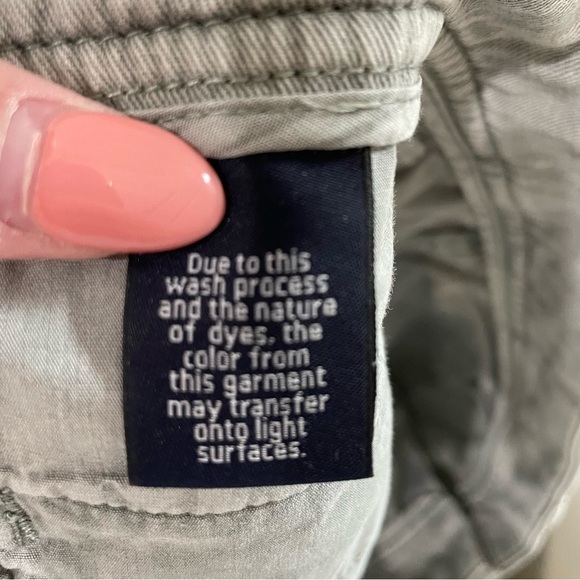 Due to this
wash process
and the nature
of dyes, the
color from
this garment
may transfer
onto light
surfaces.